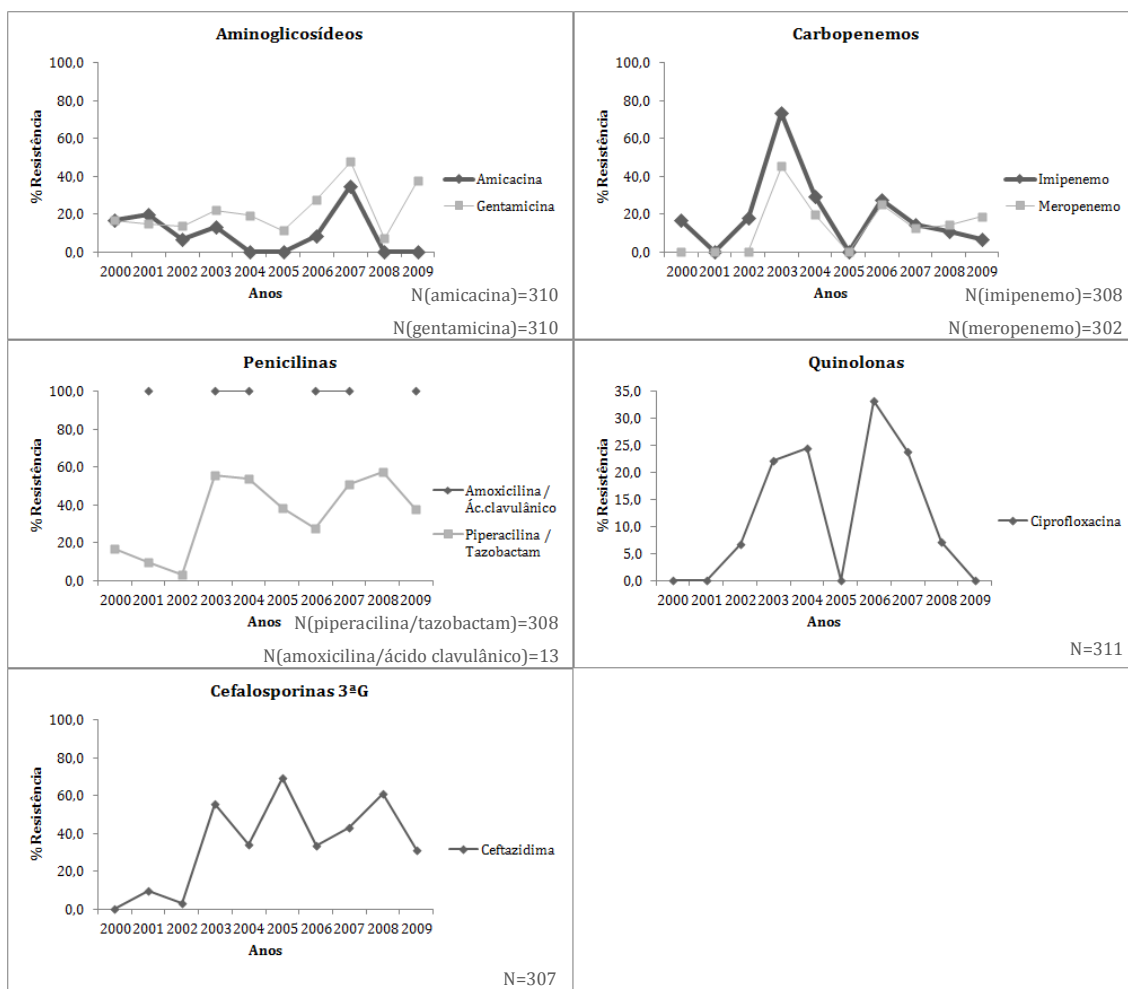 Aminoglicosídeos
100,0
80,0
60,0
40,0
20,0
0,0
% Resistência
2000 2001 2002 2003 2004 2005 2006 2007 2008 2009
Anos
Amicacina
Gentamicina
N(amicacina)=310
N(gentamicina)=310
Carbopenemos
100,0
80,0
60,0
40,0
20,0
0,0
% Resistência
2000 2001 2002 2003 2004 2005 2006 2007 2008 2009
Anos
Imipenemo
Meropenemo
N(imipenemo)=308
N(meropenemo)=302
Penicilinas
100,0
80,0
60,0
40,0
20,0
0,0
% Resistência
2000 2001 2002 2003 2004 2005 2006 2007 2008 2009
Anos
Amoxicilina /
Ác.clavulânico
Piperacilina /
Tazobactam
N(piperacilina/tazobactam)=308
N(amoxicilina/ácido clavulânico)=13
Quinolonas
35,0
30,0
25,0
20,0
15,0
10,0
5,0
0,0
% Resistência
2000 2001 2002 2003 2004 2005 2006 2007 2008 2009
Anos
Ciprofloxacina
N=311
Cefalosporinas 3ªG
100,0
80,0
60,0
40,0
20,0
0,0
% Resistência
2000 2001 2002 2003 2004 2005 2006 2007 2008 2009
Anos
Ceftazidima
N=307